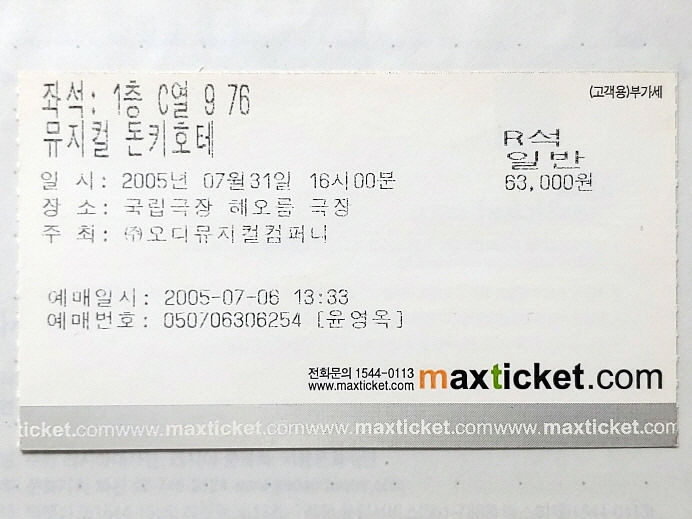 좌석: 1층 C열 9 76
(고객용)부가세
뮤지컬 돈키호테
R석
일반
63,000원
일 시: 2005년 07월31일 16시00분
장 소: 국립극장 해오름 극장
주 최: ㈜오디뮤지컬컴퍼니
예매일시: 2005-07-06 13:33
예매번호: 050706306254 [윤영옥]
전화문의 1544-0113
www.maxticket.com
maxticket.com
ticket.comwww.maxticket.comwww.maxticket.comwww.maxticket.com